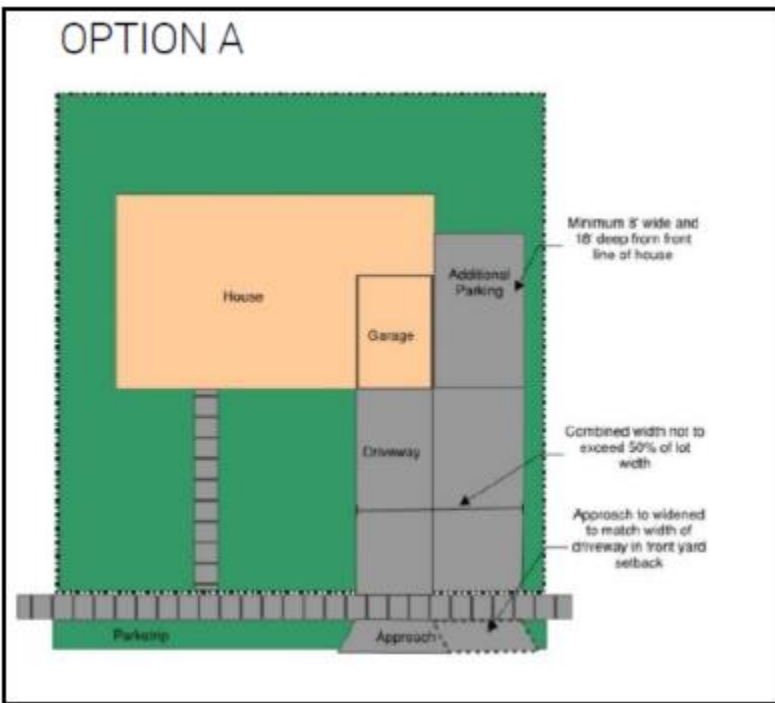 OPTION A
Minimum 8' wide and
18' deep from front
line of house
Additional
Parking
House
Garage
Combined width not to
exceed 50% of lot
width
Driveway
Approach to widened
to match width of
driveway in front yard
setback
Parkstrip
Approach